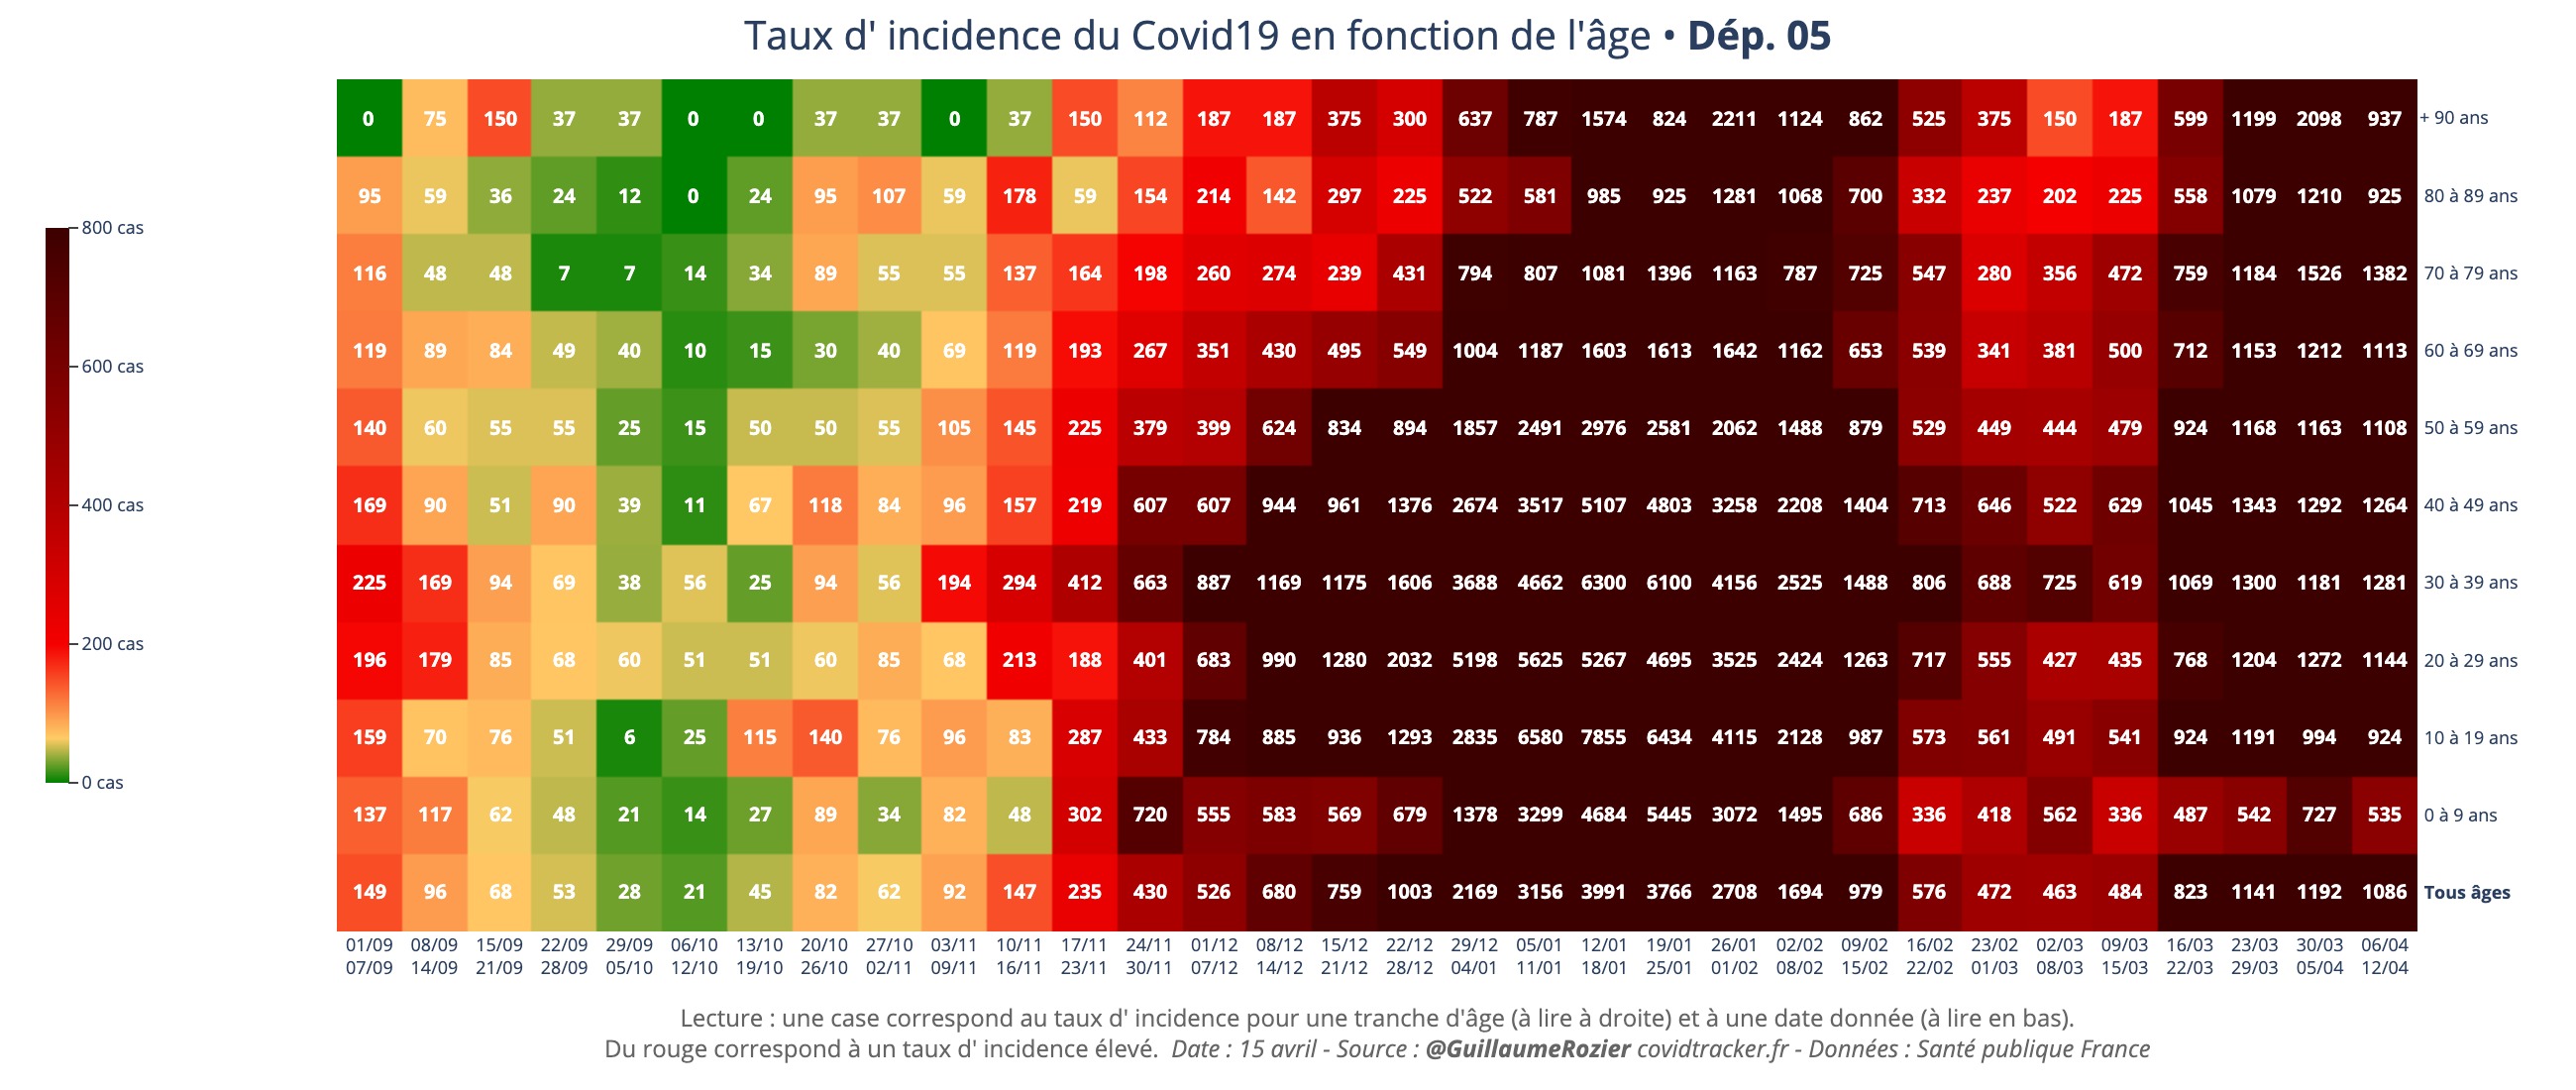 Taux d' incidence du Covid19 en fonction de l'âge • Dép. 05
800 cas
600 cas
400 cas
200 cas
0 cas
0 75 150 37 37 0 0 37 37 0 37 150 112 187 187 375 300 637 787 1574 824 2211 1124 862 525 375 150 187 599 1199 2098 937 + 90 ans
95 59 36 24 12 0 24 95 107 59 178 59 154 214 142 297 225 522 581 985 925 1281 1068 700 332 237 202 225 558 1079 1210 925 80 à 89 ans
116 48 48 7 7 14 34 89 55 55 137 164 198 260 274 239 431 794 807 1081 1396 1163 787 725 547 280 356 472 759 1184 1526 1382 70 à 79 ans
119 89 84 49 40 10 15 30 40 69 119 193 267 351 430 495 549 1004 1187 1603 1613 1642 1162 653 539 341 381 500 712 1153 1212 1113 60 à 69 ans
140 60 55 55 25 15 50 50 55 105 145 225 379 399 624 834 894 1857 2491 2976 2581 2062 1488 879 529 449 444 479 924 1168 1163 1108 50 à 59 ans
169 90 51 90 39 11 67 118 84 96 157 219 607 607 944 961 1376 2674 3517 5107 4803 3258 2208 1404 713 646 522 629 1045 1343 1292 1264 40 à 49 ans
225 169 94 69 38 56 25 94 56 194 294 412 663 887 1169 1175 1606 3688 4662 6300 6100 4156 2525 1488 806 688 725 619 1069 1300 1181 1281 30 à 39 ans
196 179 85 68 60 51 51 60 85 68 213 188 401 683 990 1280 2032 5198 5625 5267 4695 3525 2424 1263 717 555 427 435 768 1204 1272 1144 20 à 29 ans
159 70 76 51 6 25 115 140 76 96 83 287 433 784 885 936 1293 2835 6580 7855 6434 4115 2128 987 573 561 491 541 924 1191 994 924 10 à 19 ans
137 117 62 48 21 14 27 89 34 82 48 302 720 555 583 569 679 1378 3299 4684 5445 3072 1495 686 336 418 562 336 487 542 727 535 0 à 9 ans
149 96 68 53 28 21 45 82 62 92 147 235 430 526 680 759 1003 2169 3156 3991 3766 2708 1694 979 576 472 463 484 823 1141 1192 1086 Tous âges
01/09 08/09 15/09 22/09 29/09 06/10 13/10 20/10 27/10 03/11 10/11 17/11 24/11 01/12 08/12 15/12 22/12 29/12 05/01 12/01 19/01 26/01 02/02 09/02 16/02 23/02 02/03 09/03 16/03 23/03 30/03 06/04
07/09 14/09 21/09 28/09 05/10 12/10 19/10 26/10 02/11 09/11 16/11 23/11 30/11 07/12 14/12 21/12 28/12 04/01 11/01 18/01 25/01 01/02 08/02 15/02 22/02 01/03 08/03 15/03 22/03 29/03 05/04 12/04
Lecture : une case correspond au taux d' incidence pour une tranche d'âge (à lire à droite) et à une date donnée (à lire en bas).
Du rouge correspond à un taux d' incidence élevé. Date : 15 avril - Source : @GuillaumeRozier covidtracker.fr - Données : Santé publique France